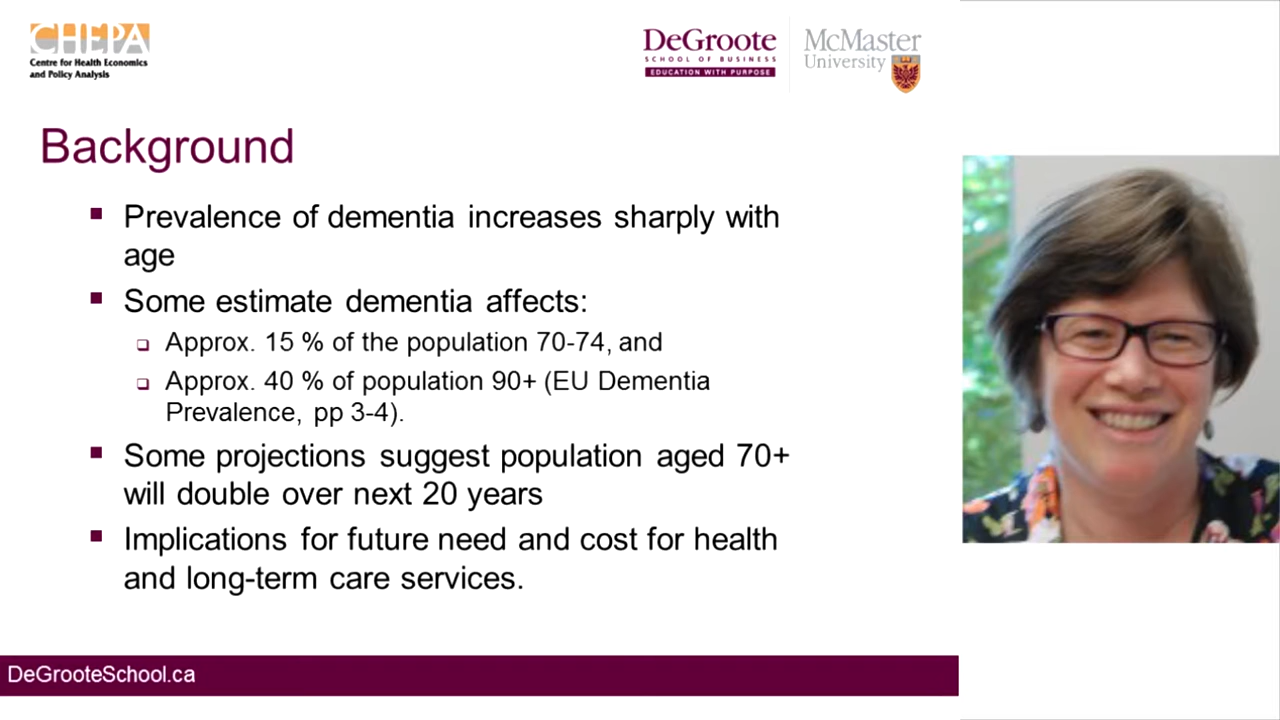 CHEPA
Centre for Health Economics
and Policy Analysis
DeGroote
SCHOOL OF BUSINESS
EDUCATION WITH PURPOSE
McMaster
University
Background
Prevalence of dementia increases sharply with
age
Some estimate dementia affects:
Approx. 15 % of the population 70-74, and
Approx. 40 % of population 90+ (EU Dementia
Prevalence, pp 3-4).
Some projections suggest population aged 70+
will double over next 20 years
Implications for future need and cost for health
and long-term care services.
DeGrooteSchool.ca